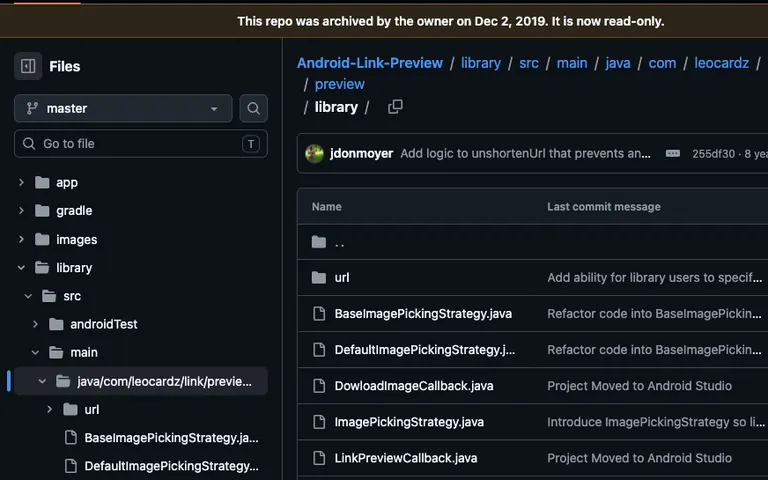 This repo was archived by the owner on Dec 2, 2019. It is now read-only.
Files
master
Go to file
T
app
gradle
images
library
src
androidTest
main
java/com/leocardz/link/previe...
url
BaseImagePickingStrategy.ja...
DefaultImagePickingStrategy...
Android-Link-Preview / library / src / main / java / com / leocardz /
/ preview
/ library /
jdonmoyer Add logic to unshortenUrl that prevents an... 255df30 · 8 yea
Name Last commit message
..
url Add ability for library users to specif...
BaseImagePickingStrategy.java Refactor code into BaseImagePickin...
DefaultImagePickingStrategy.j... Refactor code into BaseImagePickin...
DowloadImageCallback.java Project Moved to Android Studio
ImagePickingStrategy.java Introduce ImagePickingStrategy so li...
LinkPreviewCallback.java Project Moved to Android Studio